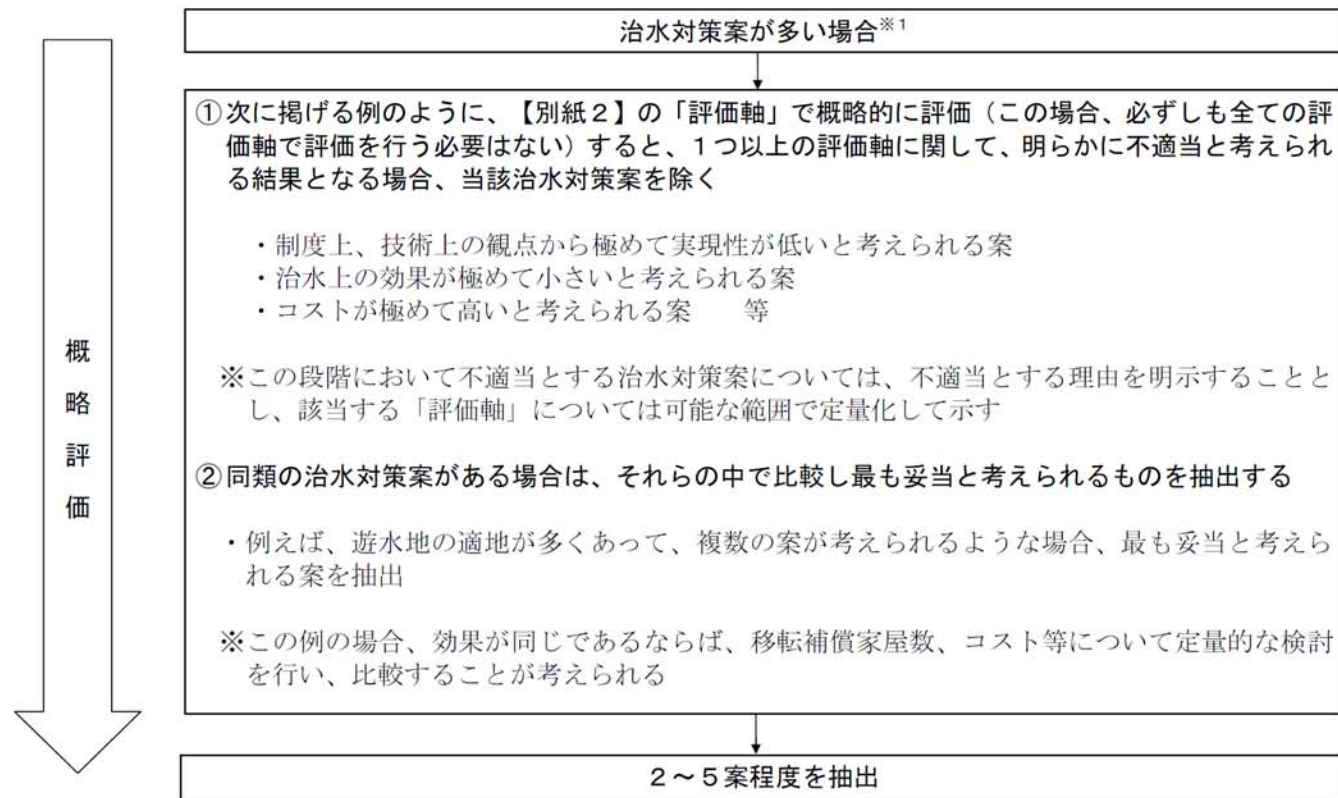 治水対策案が多い場合※1
①次に掲げる例のように、【別紙２】の「評価軸」で概略的に評価（この場合、必ずしも全ての評
価軸で評価を行う必要はない）すると、１つ以上の評価軸に関して、明らかに不適当と考えられ
る結果となる場合、当該治水対策案を除く
・制度上、技術上の観点から極めて実現性が低いと考えられる案
・治水上の効果が極めて小さいと考えられる案
・コストが極めて高いと考えられる案　　等
※この段階において不適当とする治水対策案については、不適当とする理由を明示することと
し、該当する「評価軸」については可能な範囲で定量化して示す
②同類の治水対策案がある場合は、それらの中で比較し最も妥当と考えられるものを抽出する
・例えば、遊水地の適地が多くあって、複数の案が考えられるような場合、最も妥当と考えら
れる案を抽出
※この例の場合、効果が同じであるならば、移転補償家屋数、コスト等について定量的な検討
を行い、比較することが考えられる
２～５案程度を抽出
概略評価